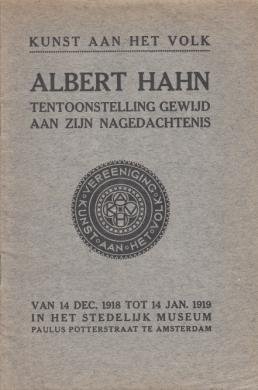 KUNST AAN HET VOLK
ALBERT HAHN
TENTOONSTELLING GEWIJD
AAN ZIJN NAGEDACHTENIS
VEREENIGING
KUNST-AAN-HET-VOLK
VAN 14 DEC. 1918 TOT 14 JAN. 1919
IN HET STEDELIJK MUSEUM
PAULUS POTTERSTRAAT TE AMSTERDAM